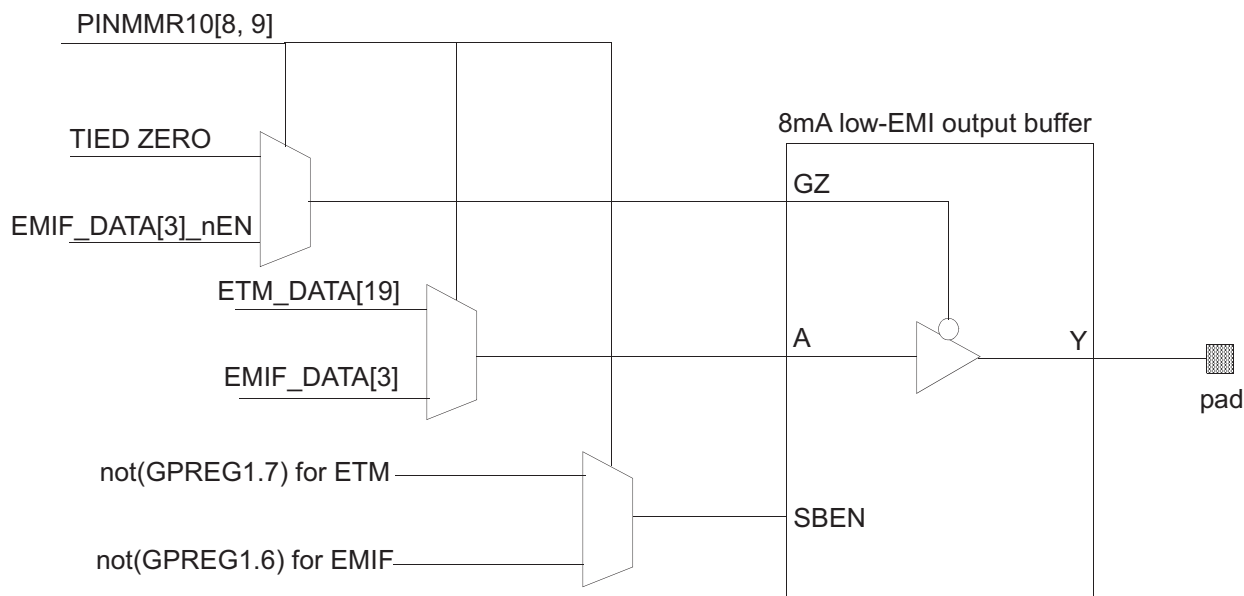 PINMMR10[8, 9]
8mA low-EMI output buffer
TIED ZERO
GZ
EMIF_DATA[3]_nEN
ETM_DATA[19]
A
Y
EMIF_DATA[3]
pad
not(GPREG1.7) for ETM
SBEN
not(GPREG1.6) for EMIF